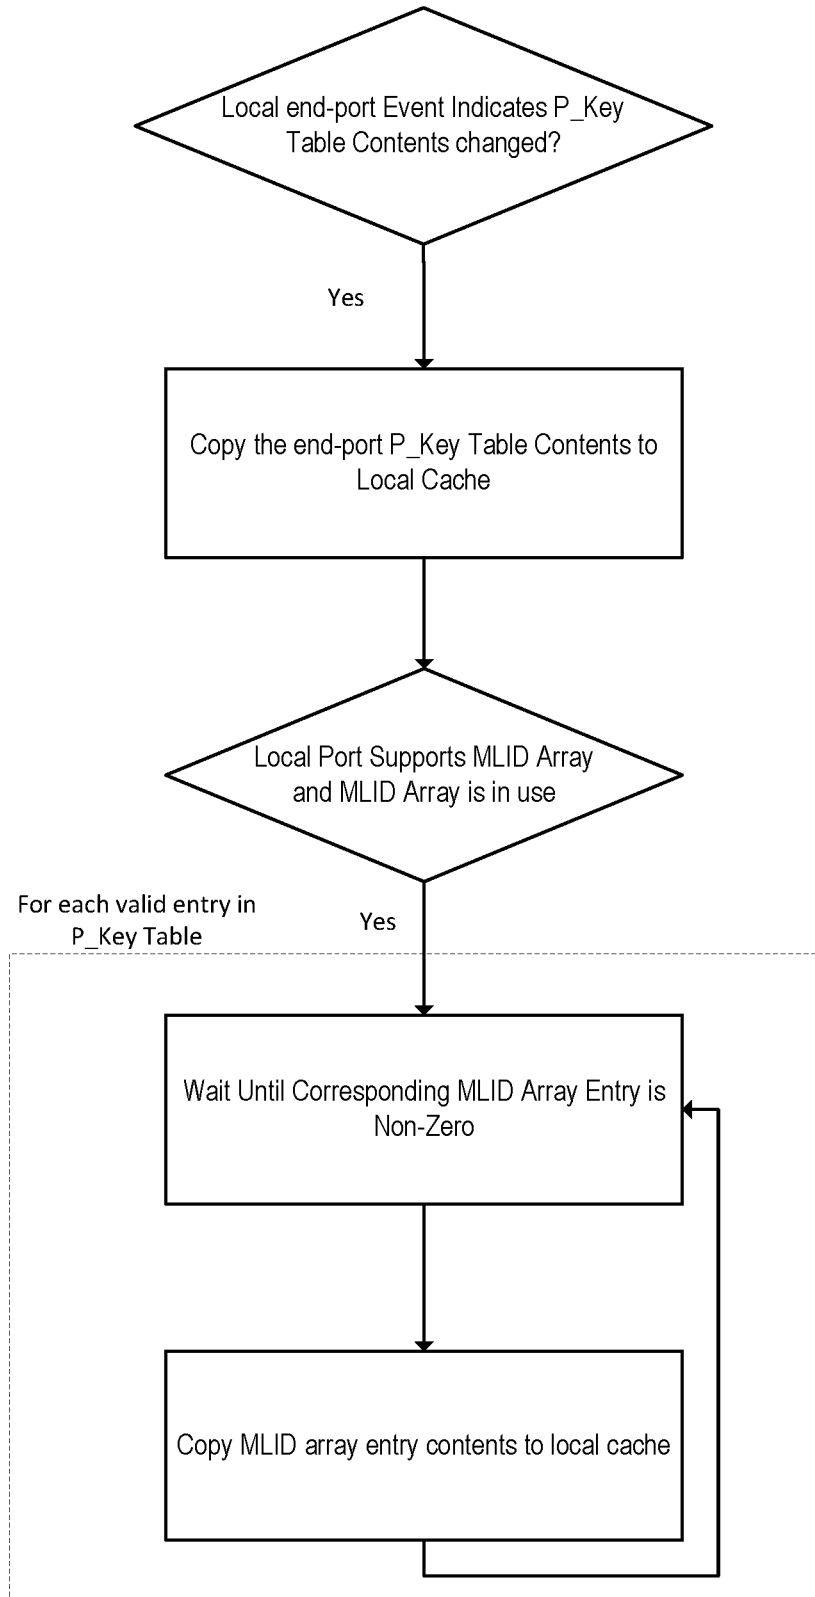 Local end-port Event Indicates P_Key
Table Contents changed?
Yes
Copy the end-port P_Key Table Contents to
Local Cache
Local Port Supports MLID Array
and MLID Array is in use
For each valid entry in
P_Key Table
Yes
Wait Until Corresponding MLID Array Entry is
Non-Zero
Copy MLID array entry contents to local cache